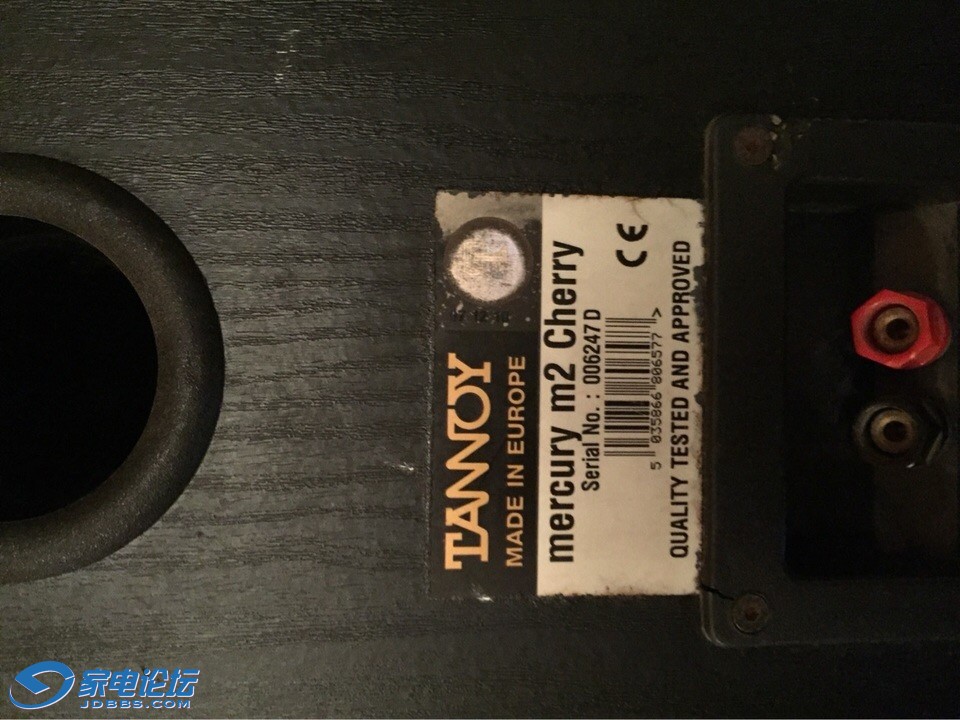 TANNOY
MADE IN EUROPE
mercury m2 Cherry
Serial No. : 006247 D
5 035866 806577 >
CE
QUALITY TESTED AND APPROVED
家电论坛
JDBBS.COM